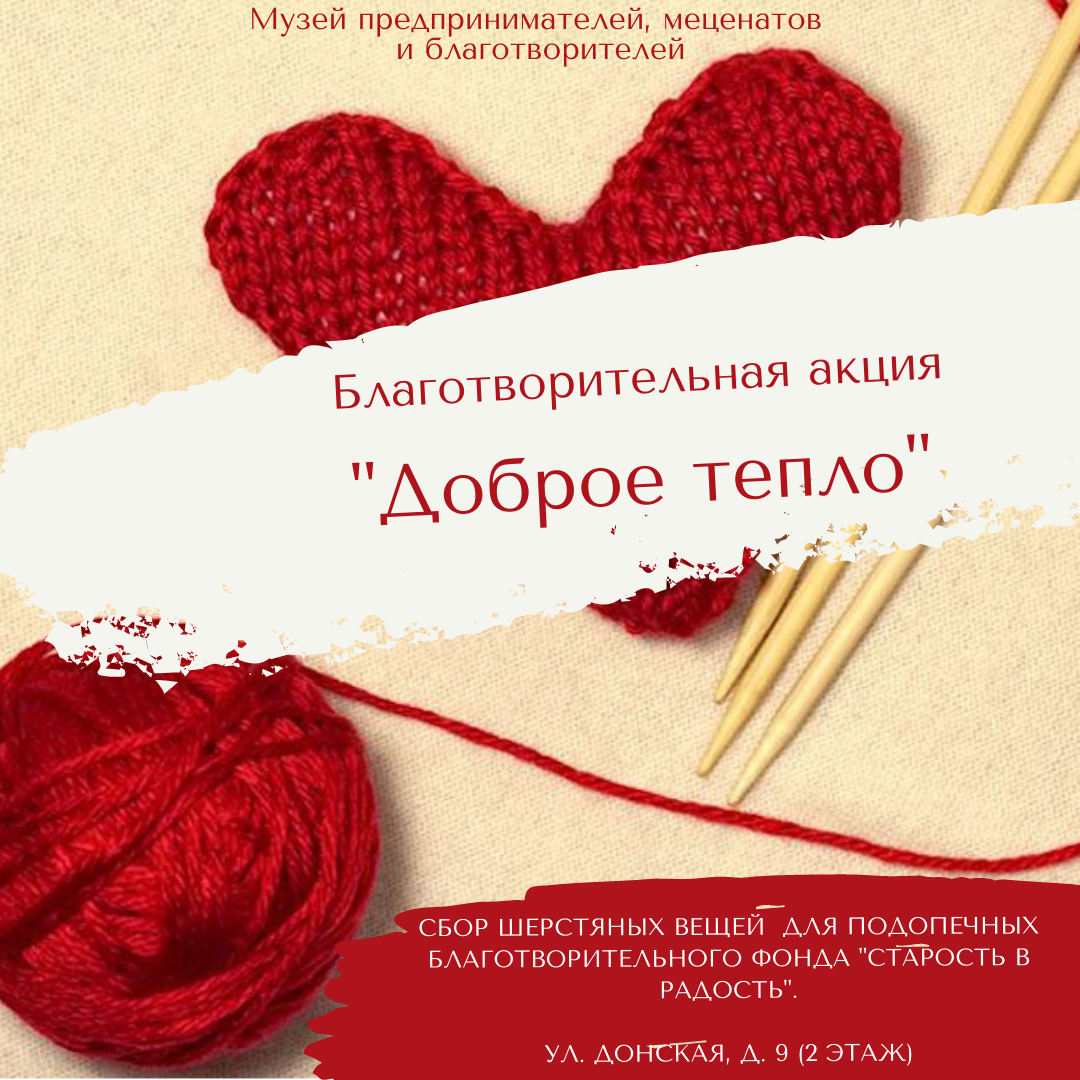 Музей предпринимателей, меценатов
и благотворителей
Благотворительная акция
"Доброе тепло"
СБОР ШЕРСТЯНЫХ ВЕЩЕЙ ДЛЯ ПОДОПЕЧНЫХ
БЛАГОТВОРИТЕЛЬНОГО ФОНДА "СТАРОСТЬ В
РАДОСТЬ".
УЛ. ДОНСКАЯ, Д. 9 (2 ЭТАЖ)